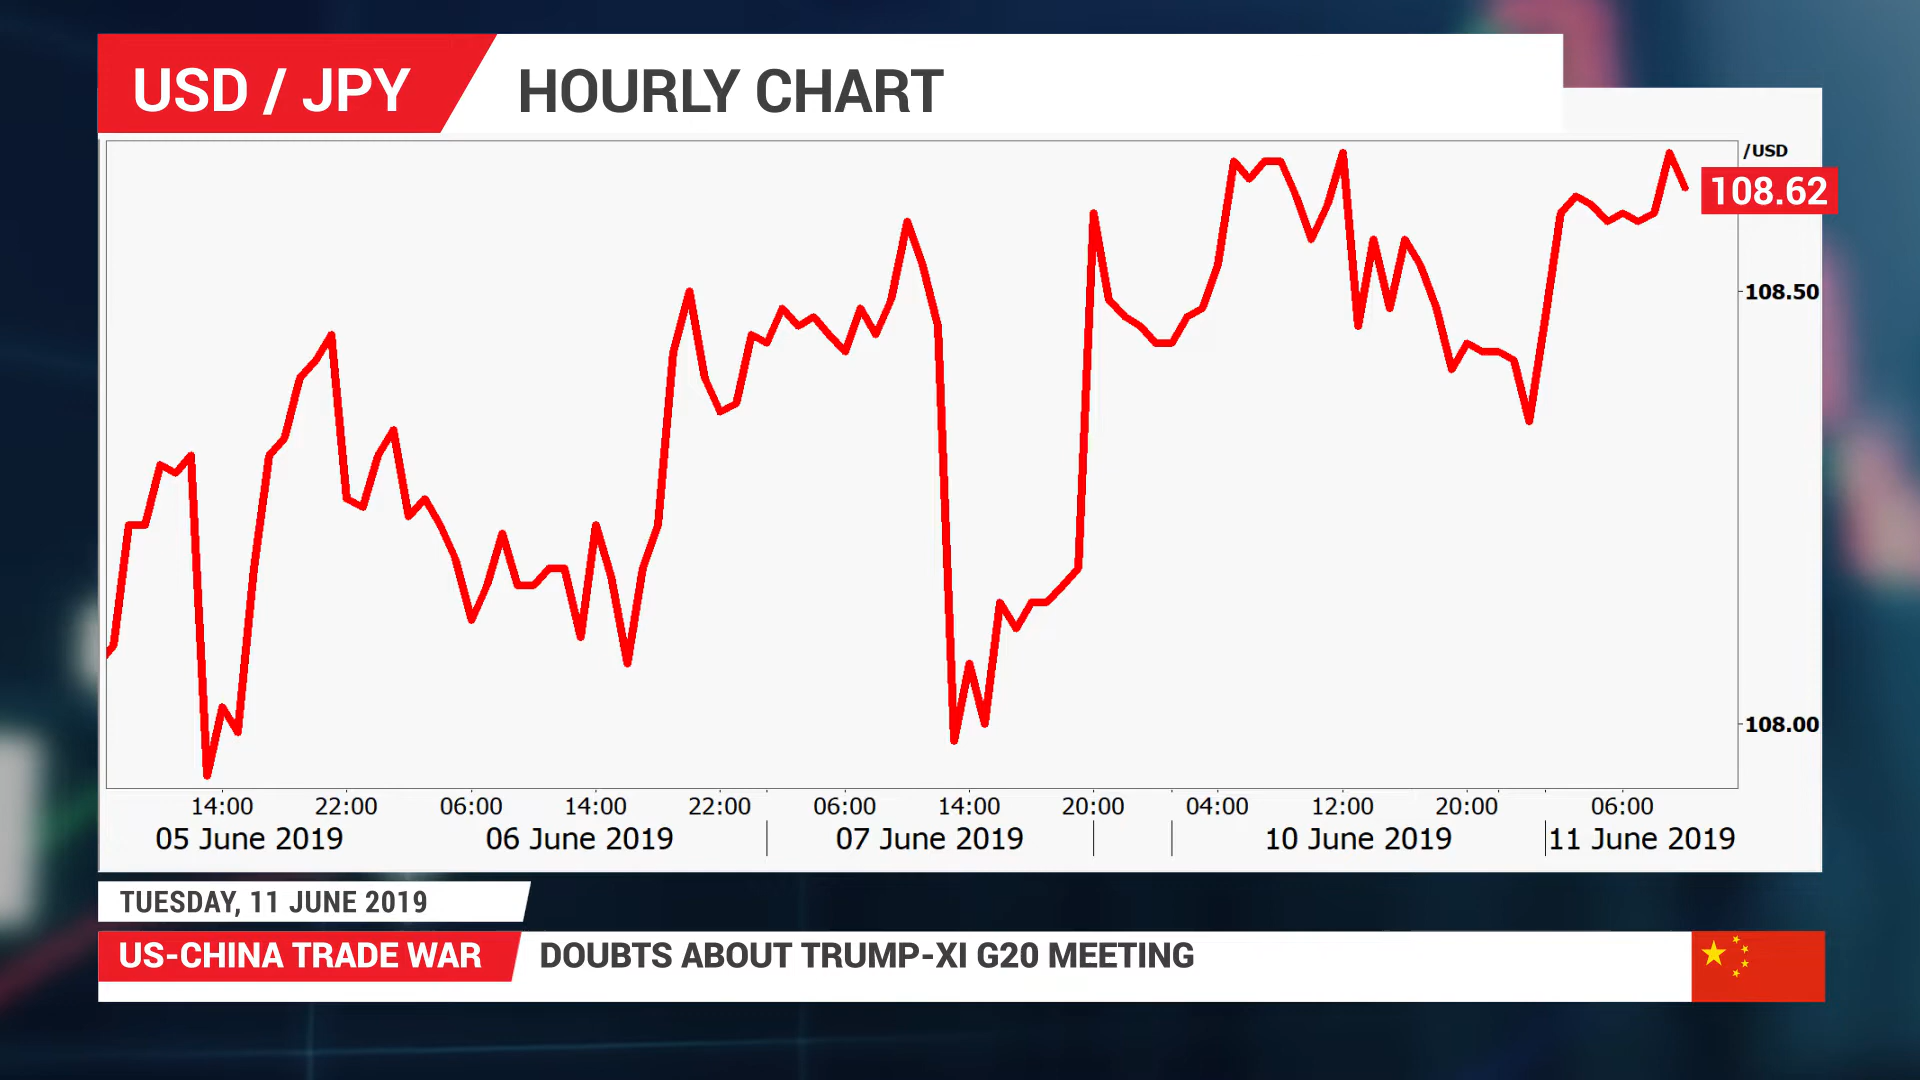 USD / JPY
HOURLY CHART
/USD
108.62
108.50
108.00
14:00 22:00 06:00 14:00 22:00 06:00 14:00 20:00 04:00 12:00 20:00 06:00
05 June 2019 06 June 2019 07 June 2019 10 June 2019 11 June 2019
TUESDAY, 11 JUNE 2019
US-CHINA TRADE WAR
DOUBTS ABOUT TRUMP-XI G20 MEETING